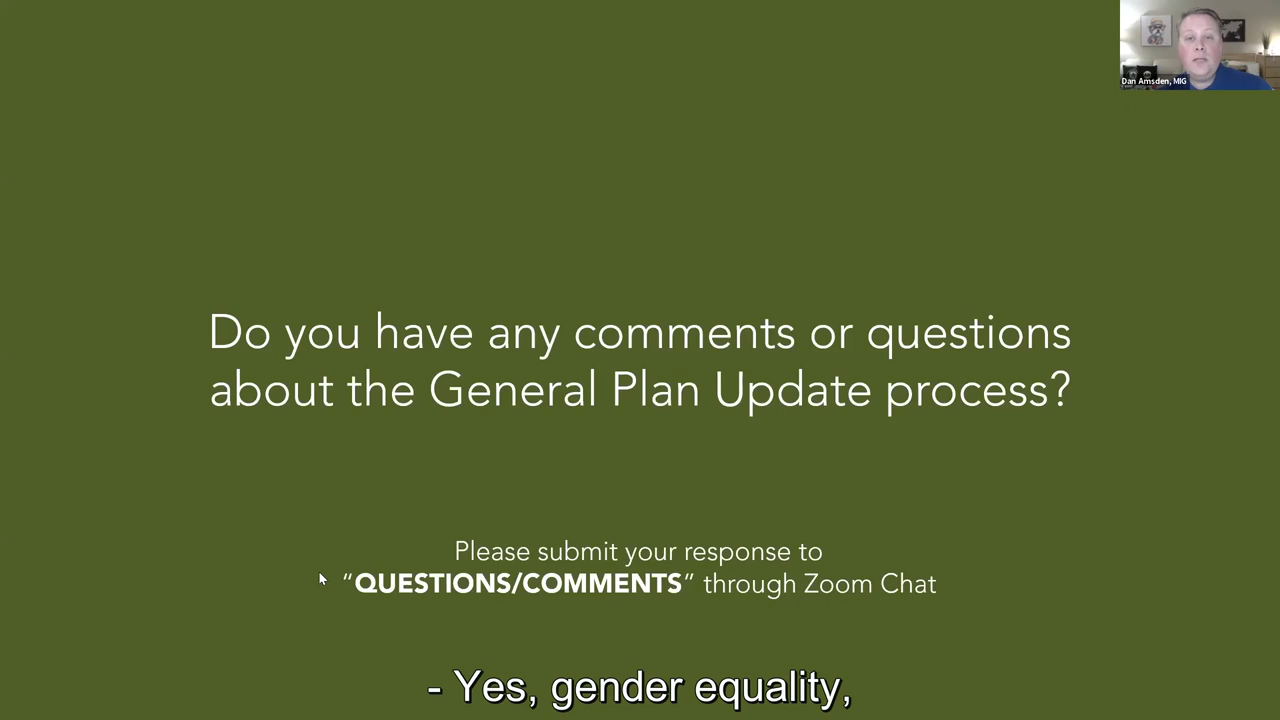 Dan Amsden, MIG
Do you have any comments or questions
about the General Plan Update process?
Please submit your response to
“QUESTIONS/COMMENTS” through Zoom Chat
- Yes, gender equality,